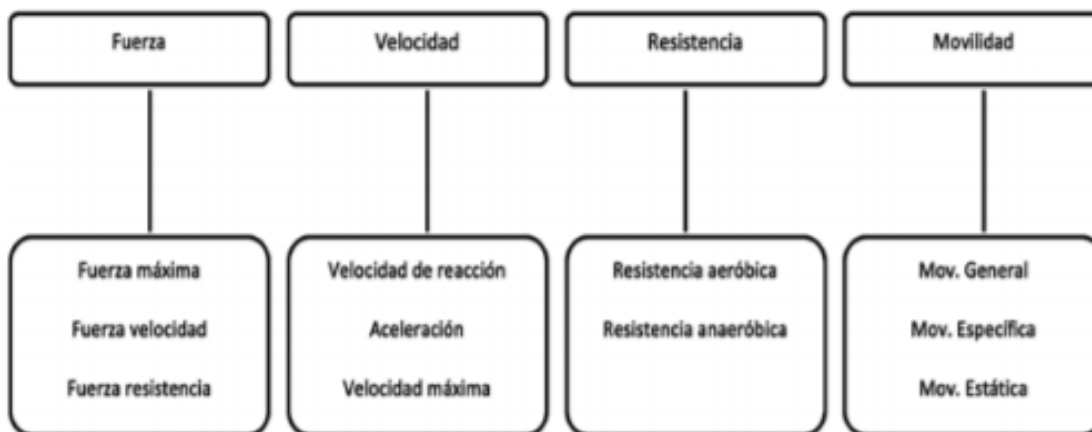 Fuerza
Velocidad
Resistencia
Movilidad
Fuerza máxima
Fuerza velocidad
Fuerza resistencia
Velocidad de reacción
Aceleración
Velocidad máxima
Resistencia aeróbica
Resistencia anaeróbica
Mov. General
Mov. Específica
Mov. Estática